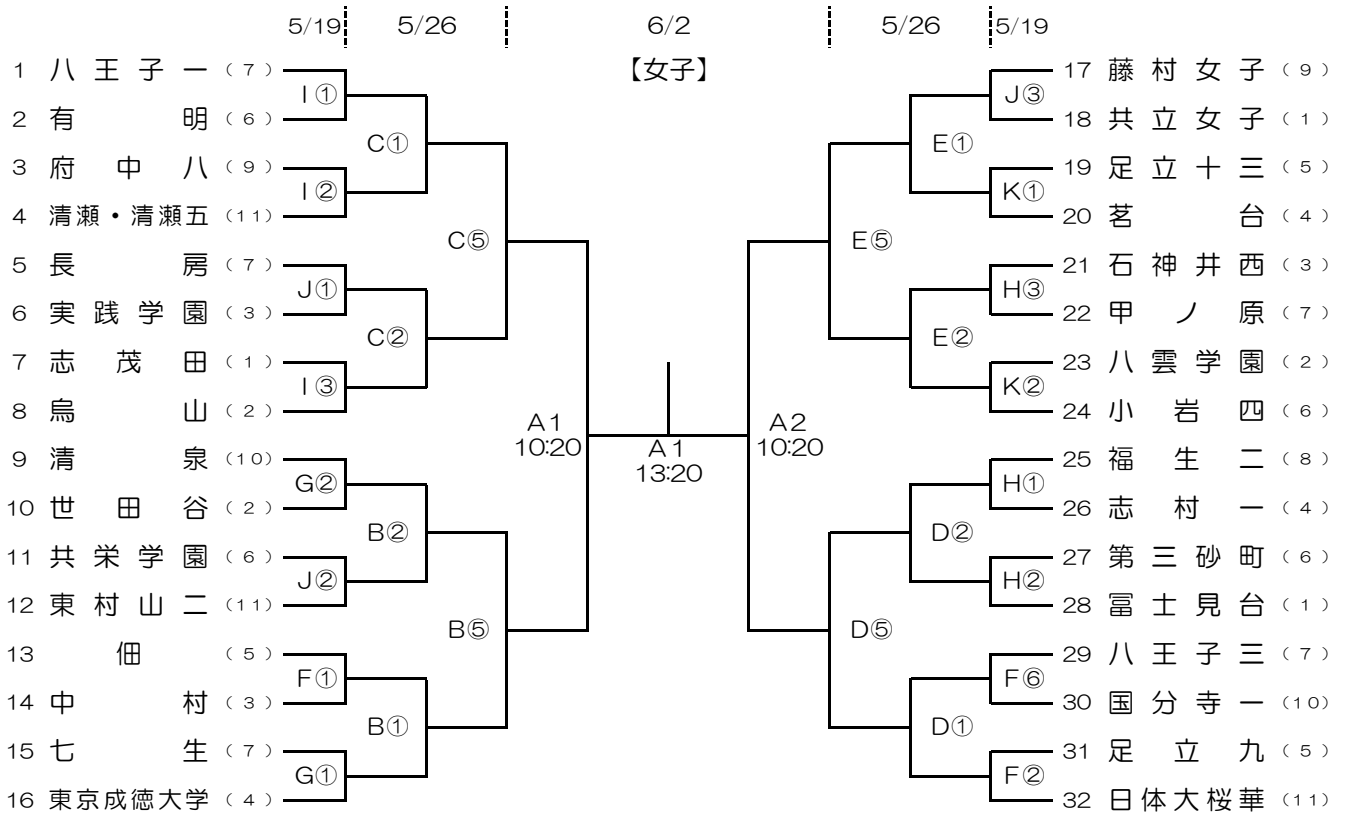 5/19 5/26 6/2 5/26 5/19
【女子】
1 八王子一 (7)
I①
2 有明 (6)
C①
3 府中八 (9)
I②
4 清瀬・清瀬五 (11)
C⑤
5 長房 (7)
J①
6 実践学園 (3)
C②
7 志茂田 (1)
I③
8 烏山 (2)
A1
10:20
9 清泉 (10)
G②
10 世田谷 (2)
B②
11 共栄学園 (6)
J②
12 東村山二 (11)
B⑤
13 佃 (5)
F①
14 中村 (3)
B①
15 七生 (7)
G①
16 東京成徳大学 (4)
A1
13:20
17 藤村女子 (9)
J③
18 共立女子 (1)
E①
19 足立十三 (5)
K①
20 茗台 (4)
E⑤
21 石神井西 (3)
H③
22 甲ノ原 (7)
E②
23 八雲学園 (2)
K②
24 小岩四 (6)
A2
10:20
25 福生二 (8)
H①
26 志村一 (4)
D②
27 第三砂町 (6)
H②
28 冨士見台 (1)
D⑤
29 八王子三 (7)
F⑥
30 国分寺一 (10)
D①
31 足立九 (5)
F②
32 日体大桜華 (11)